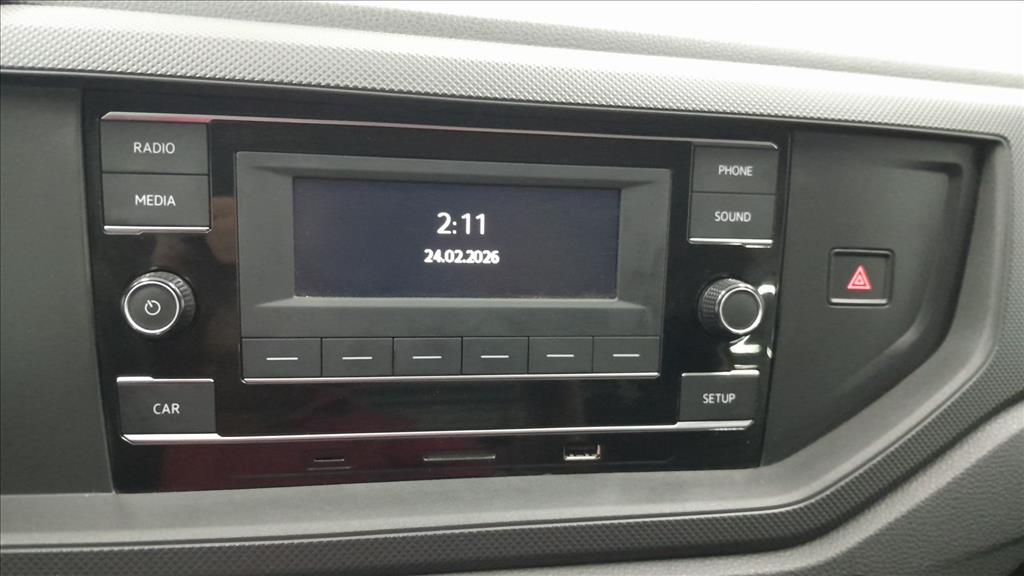 RADIO
PHONE
MEDIA
SOUND
2:11
24.02.2026
CAR
SETUP